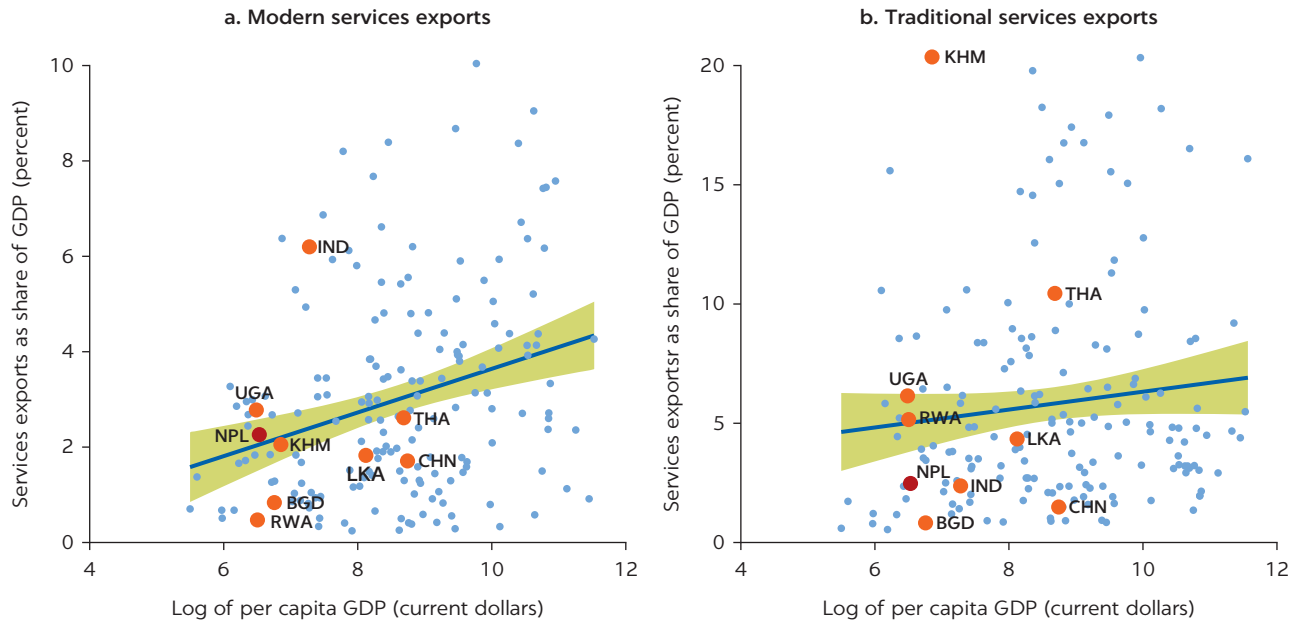 a. Modern services exports
Services exports as share of GDP (percent)
10
8
6
4
2
0
IND
UGA
NPL
KHM
THA
LKA
CHN
BGD
RWA
4
6
8
10
12
Log of per capita GDP (current dollars)
b. Traditional services exports
Services exportsr as share of GDP (percent)
20
15
10
5
0
KHM
THA
UGA
RWA
LKA
NPL
IND
CHN
BGD
4
6
8
10
12
Log of per capita GDP (current dollars)